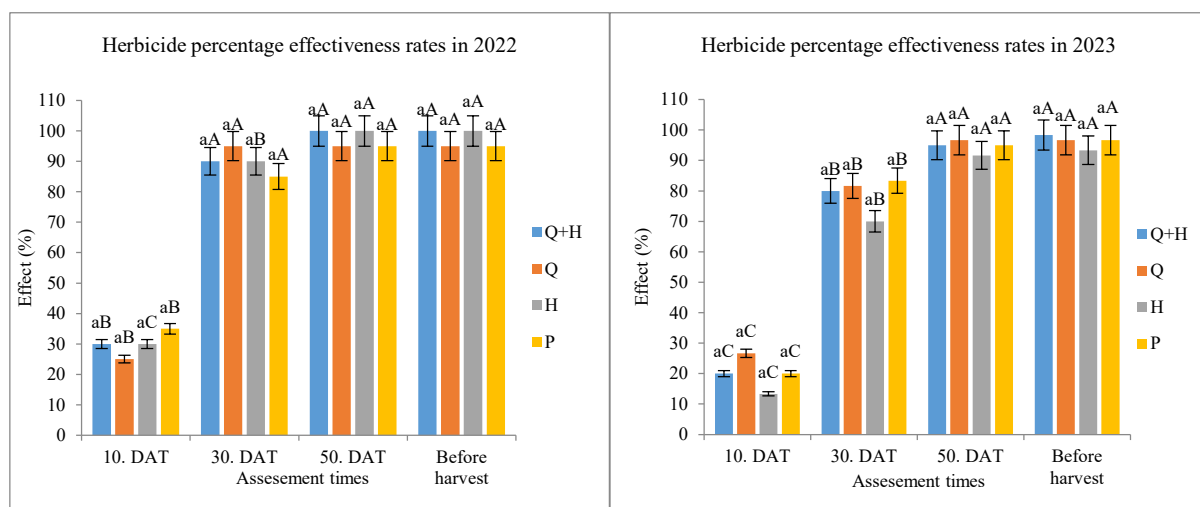 Herbicide percentage effectiveness rates in 2022
110
100
90
80
70
60
50
40
30
20
10
0
Effect (%)
aB
aB
aC
aB
aA
aA
aB
aA
aA
aA
aA
aA
aA
aA
aA
aA
10. DAT
30. DAT
50. DAT
Before
harvest
Assesement times
Q+H
Q
H
P
Herbicide percentage effectiveness rates in 2023
110
100
90
80
70
60
50
40
30
20
10
0
Effect (%)
aC
aC
aC
aC
aB
aB
aB
aB
aA
aA
aA
aA
aA
aA
aA
aA
10. DAT
30. DAT
50. DAT
Before
harvest
Assesement times
Q+H
Q
H
P